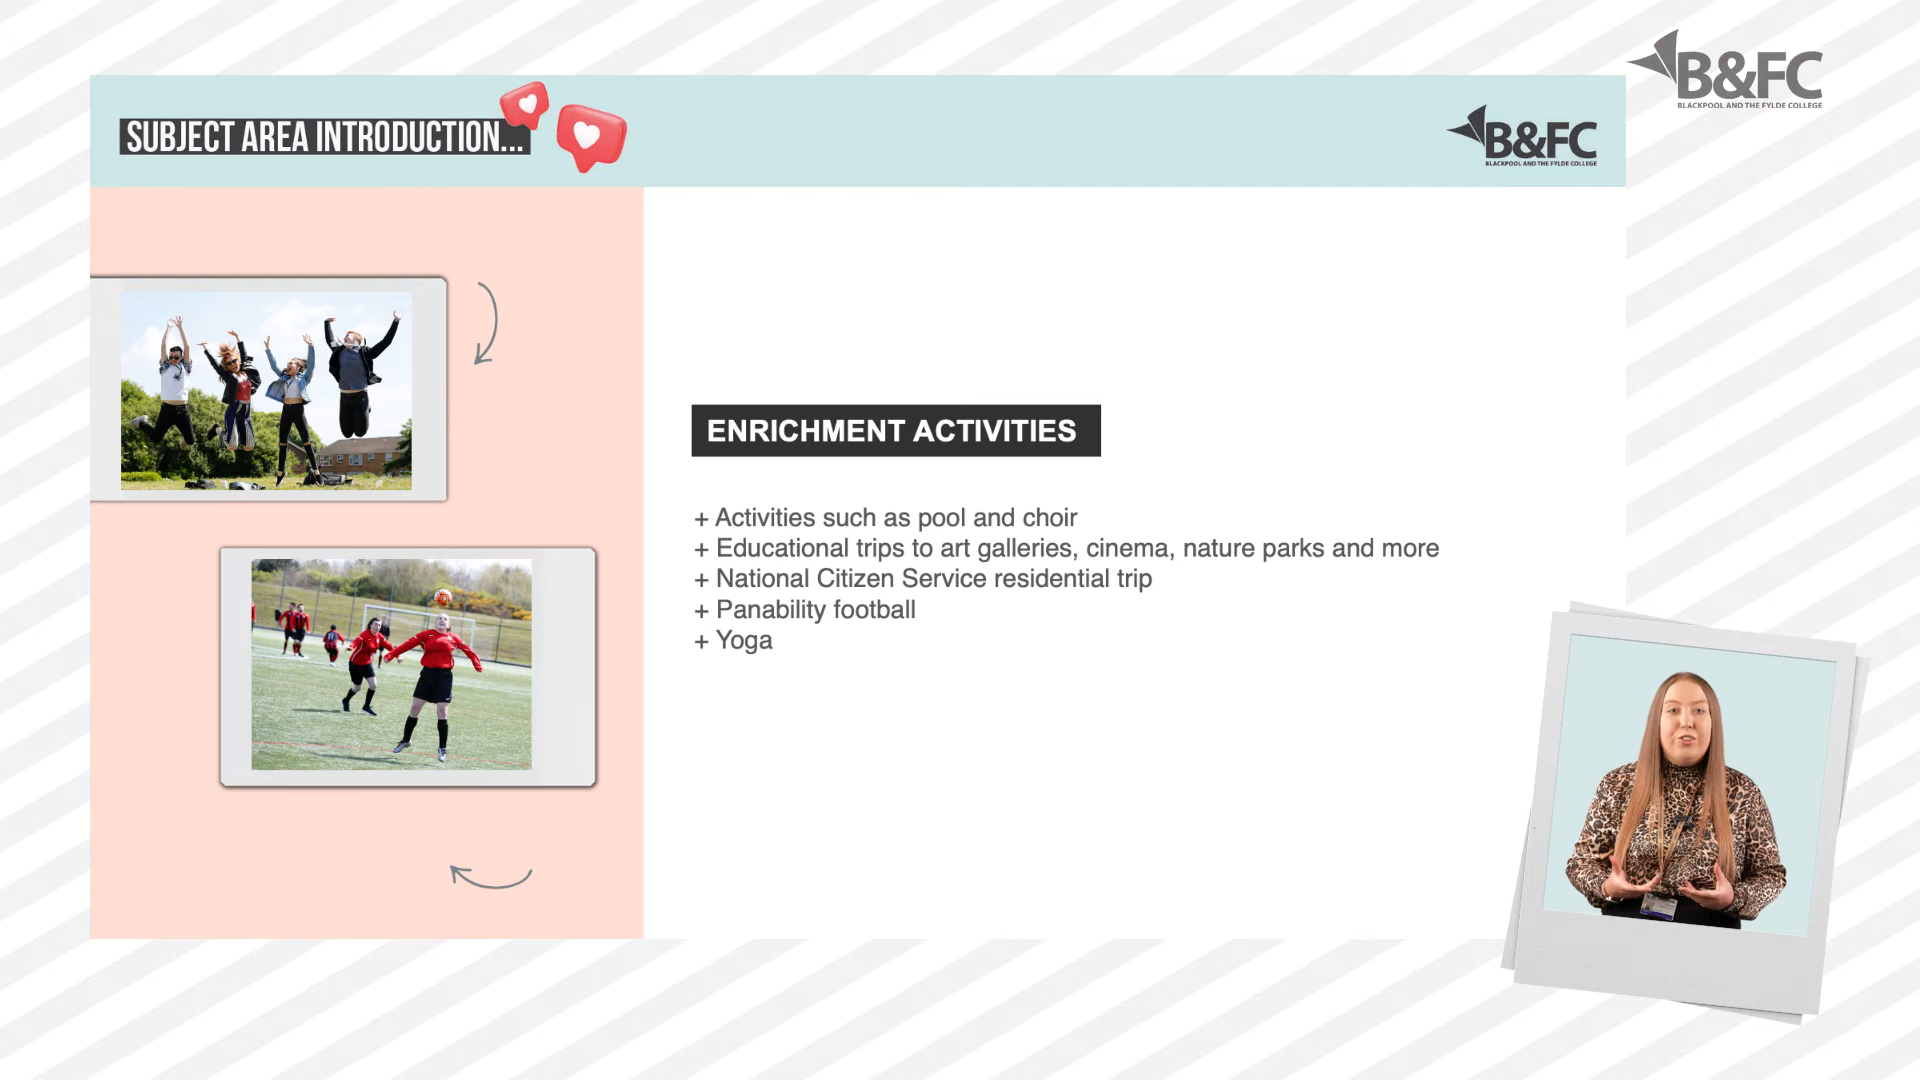 B&FC
BLACKPOOL AND THE FYLDE COLLEGE
SUBJECT AREA INTRODUCTION...
B&FC
BLACKPOOL AND THE FYLDE COLLEGE
ENRICHMENT ACTIVITIES
+ Activities such as pool and choir
+ Educational trips to art galleries, cinema, nature parks and more
+ National Citizen Service residential trip
+ Panability football
+ Yoga